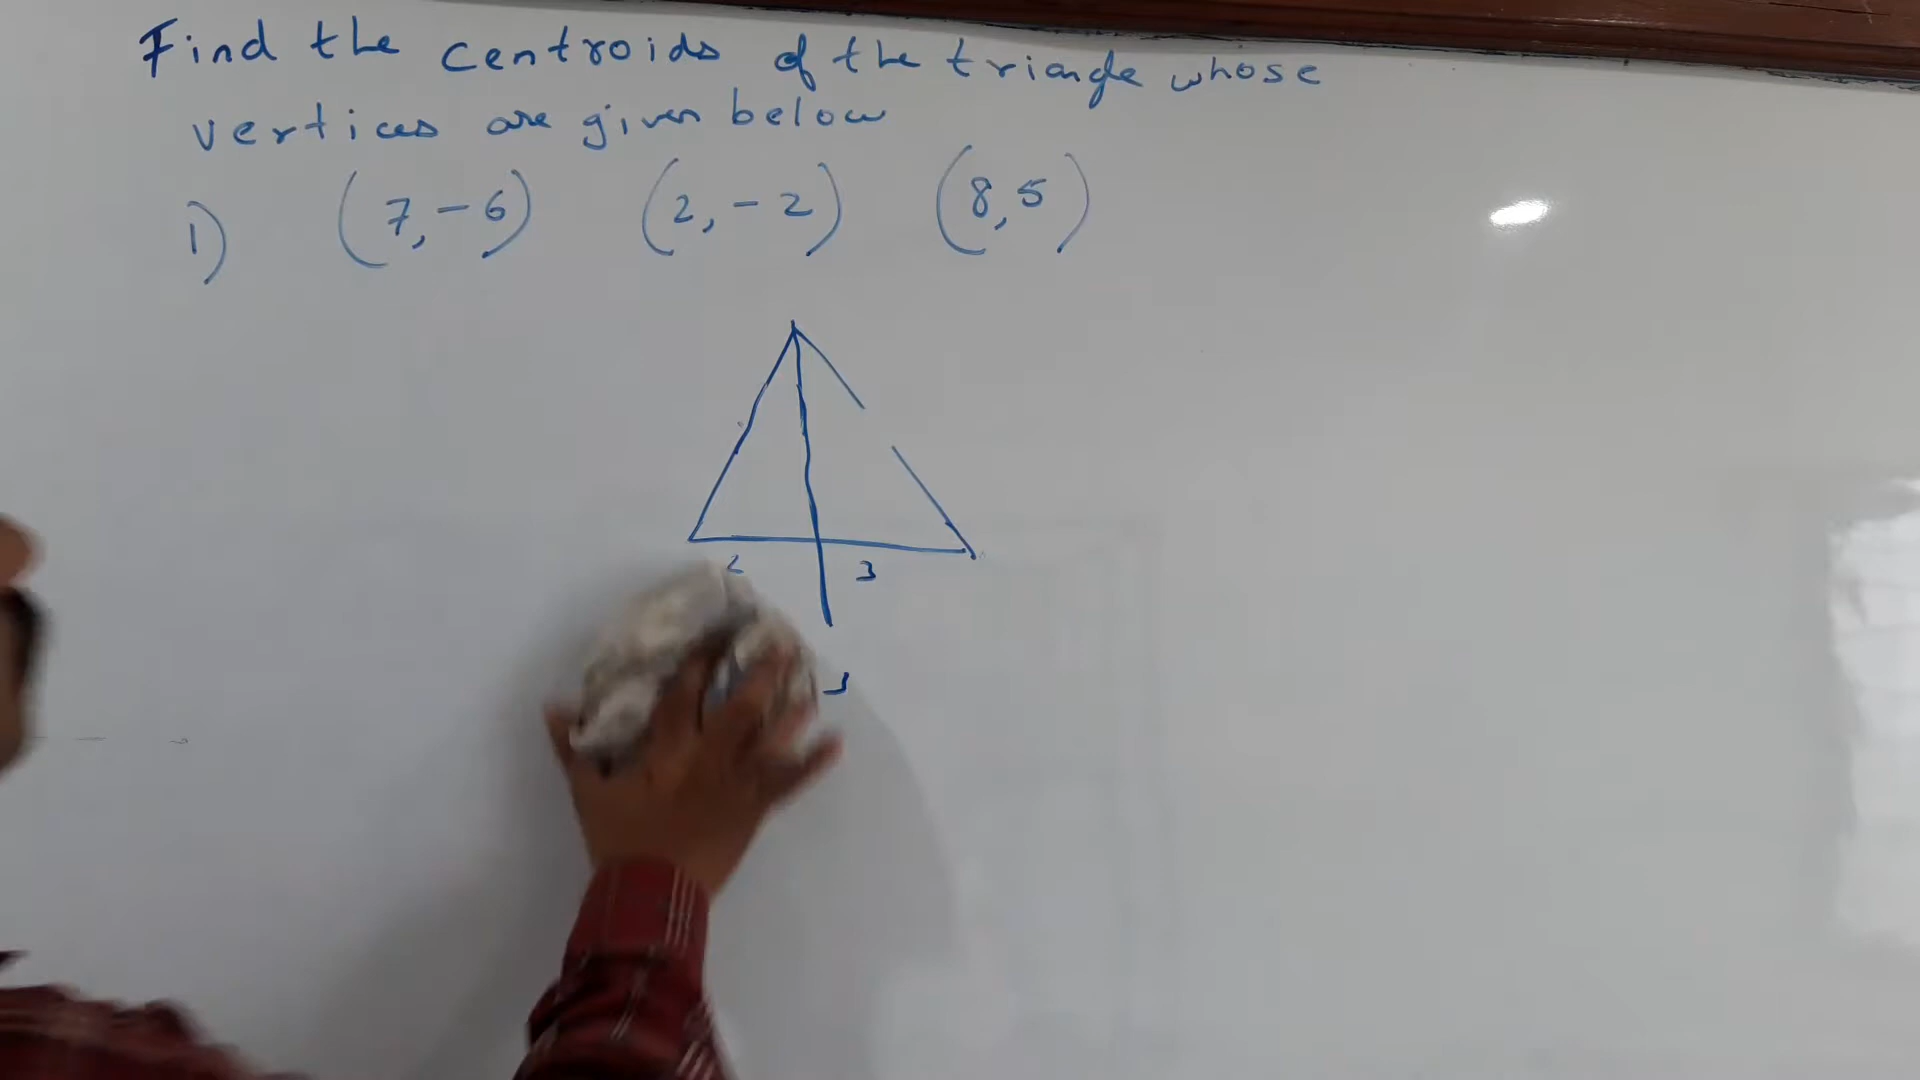 Find the centroids of the triangle whose
vertices are given below
1) (7,-6) (2,-2) (8,5)
2 3